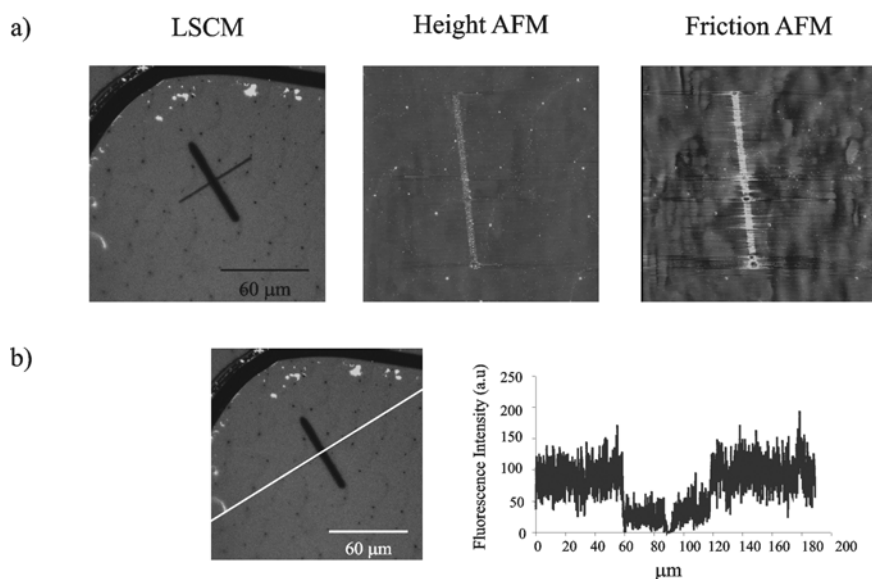 a)
LSCM
Height AFM
Friction AFM
60 μm
b)
60 μm
Fluorescence Intensity (a.u)
250
200
150
100
50
0
0 20 40 60 80 100 120 140 160 180 200
μm